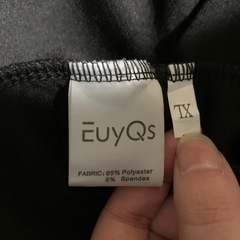 EuyQs
FABRIC: 95% Polyester
5% Spandex
XL